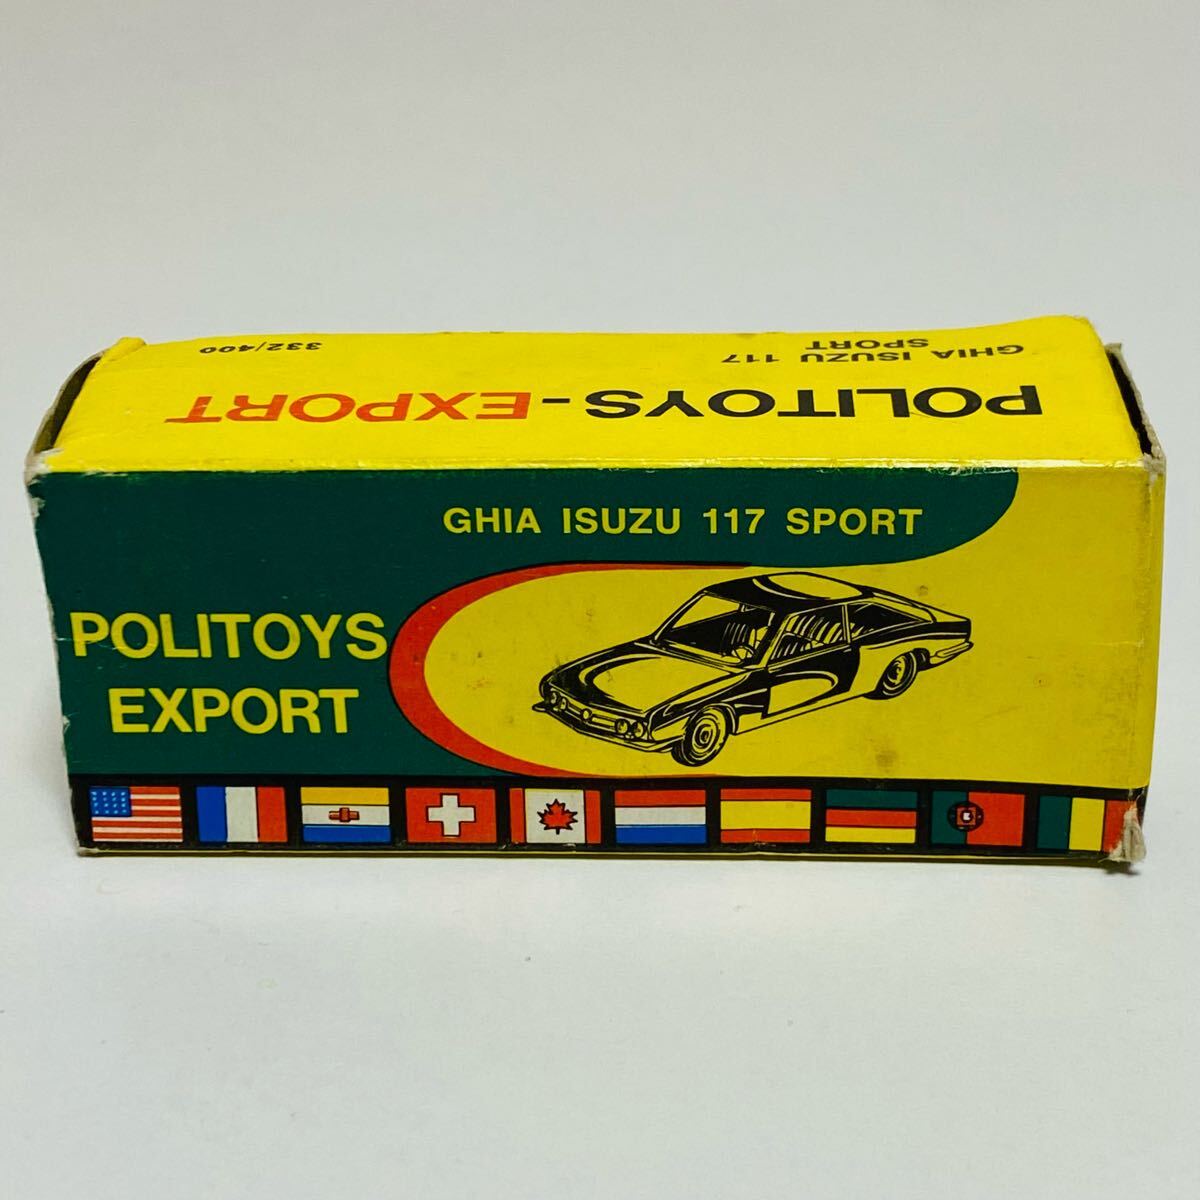 GHIA ISUZU 117
SPORT
332/400
POLITOYS-EXPORT
GHIA ISUZU 117 SPORT
POLITOYS
EXPORT